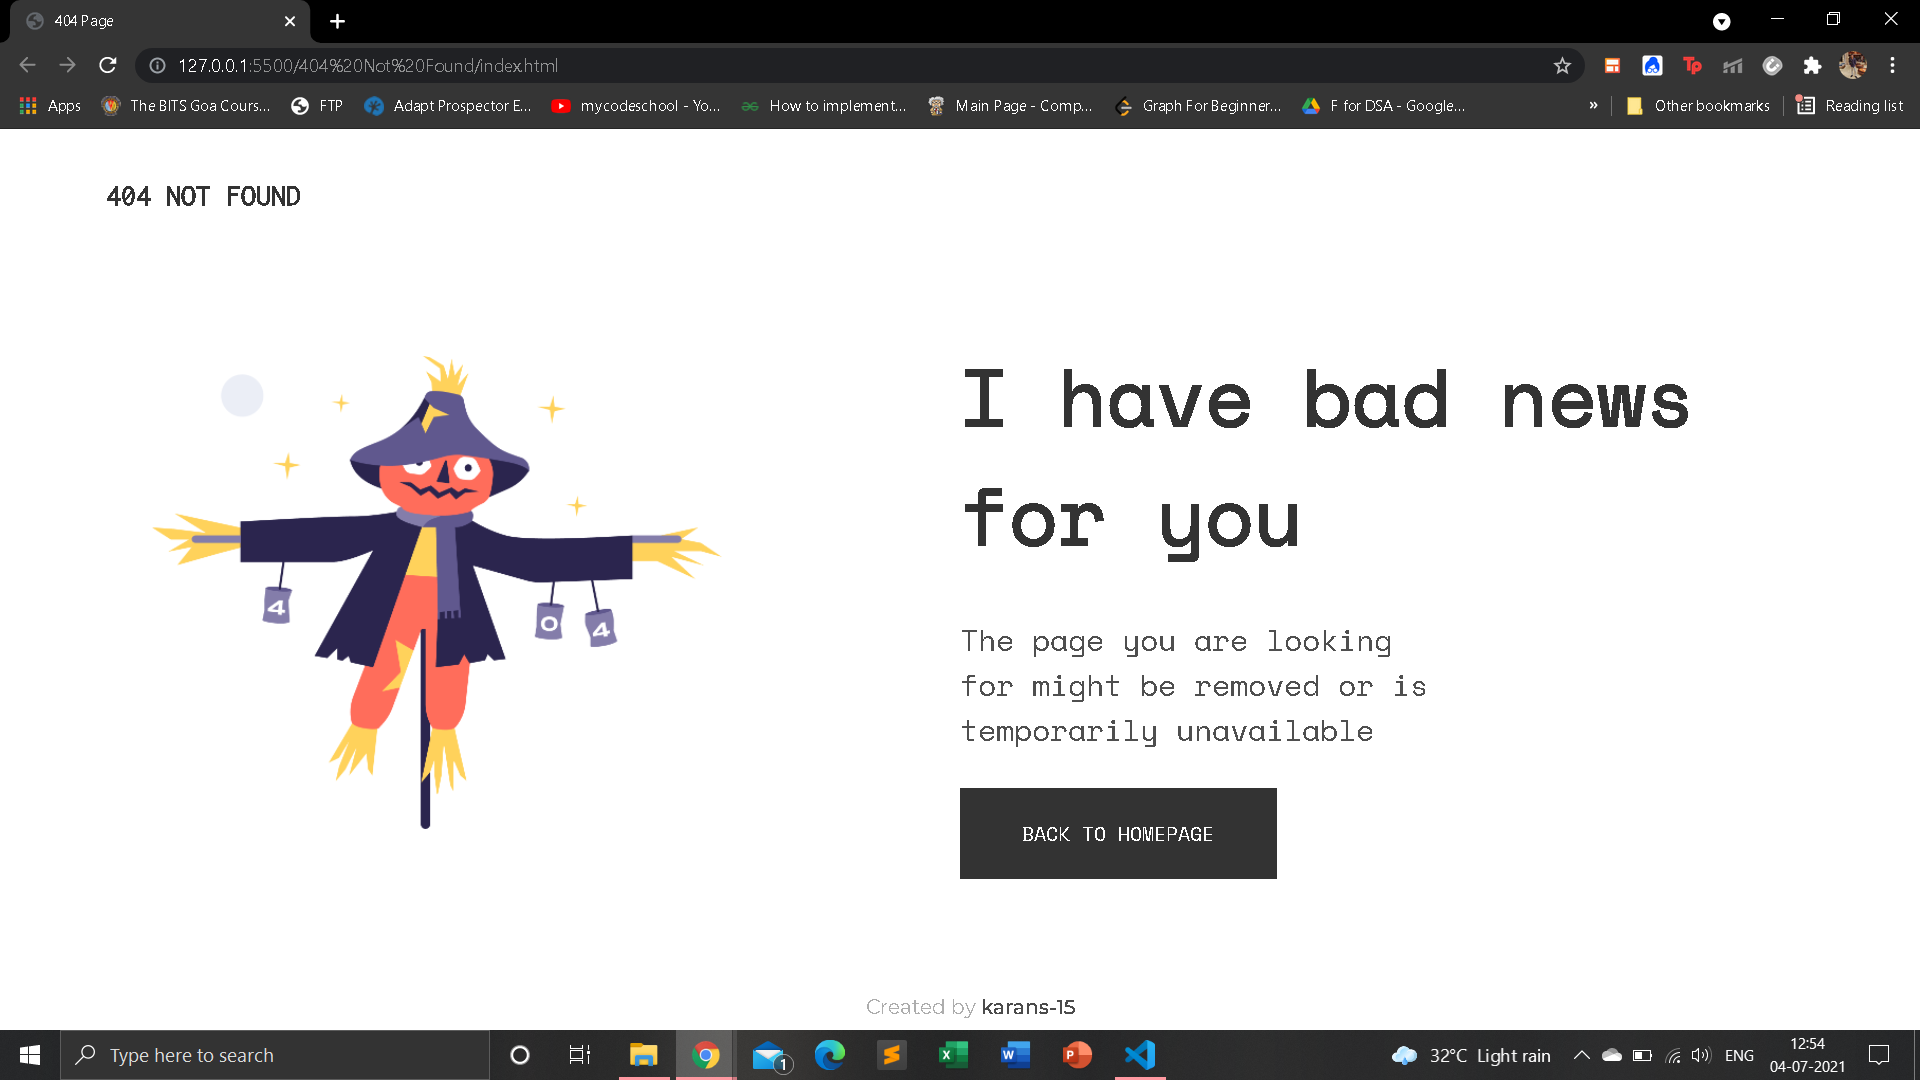 404 Page
127.0.0.1:5500/404%20Not%20Found/index.html
Apps
The BITS Goa Cours...
FTP
Adapt Prospector E...
mycodeschool - Yo...
How to implement...
Main Page - Comp...
Graph For Beginner...
F for DSA - Google...
»
Other bookmarks
Reading list
404 NOT FOUND
I have bad news
for you
4
0
4
The page you are looking
for might be removed or is
temporarily unavailable
BACK TO HOMEPAGE
Created by karans-15
Type here to search
1
32°C Light rain
ENG
12:54
04-07-2021